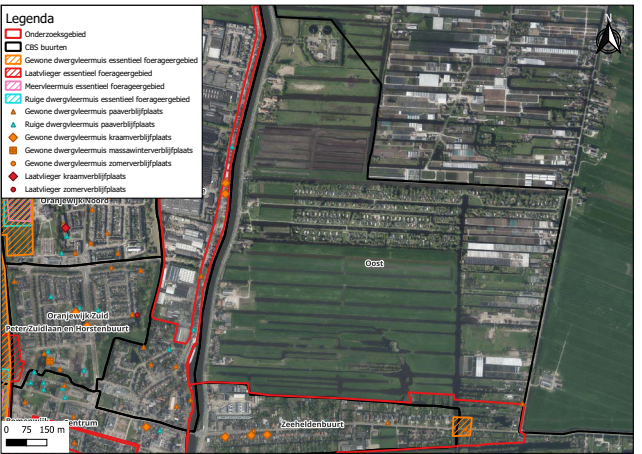 Legenda
Onderzoeksgebied
CBS buurten
Gewone dwergvleermuis essentieel foerageergebied
Laatvlieger essentieel foerageergebied
Meervleermuis essentieel foerageergebied
Ruige dwergvleermuis essentieel foerageergebied
Gewone dwergvleermuis paaverblijfplaats
Ruige dwergvleermuis paaverblijfplaats
Gewone dwergvleermuis kraamverblijfplaats
Gewone dwergvleermuis massawinterverblijfplaats
Gewone dwergvleermuis zomerverblijfplaats
Laatvlieger kraamverblijfplaats
Laatvlieger zomerverblijfplaats
N
Oranjewijk Noord
Oost
Oranjewijk Zuid
Peter Zuidlaan en Horstenbuurt
Centrum
Zeeheldenbuurt
0 75 150 m